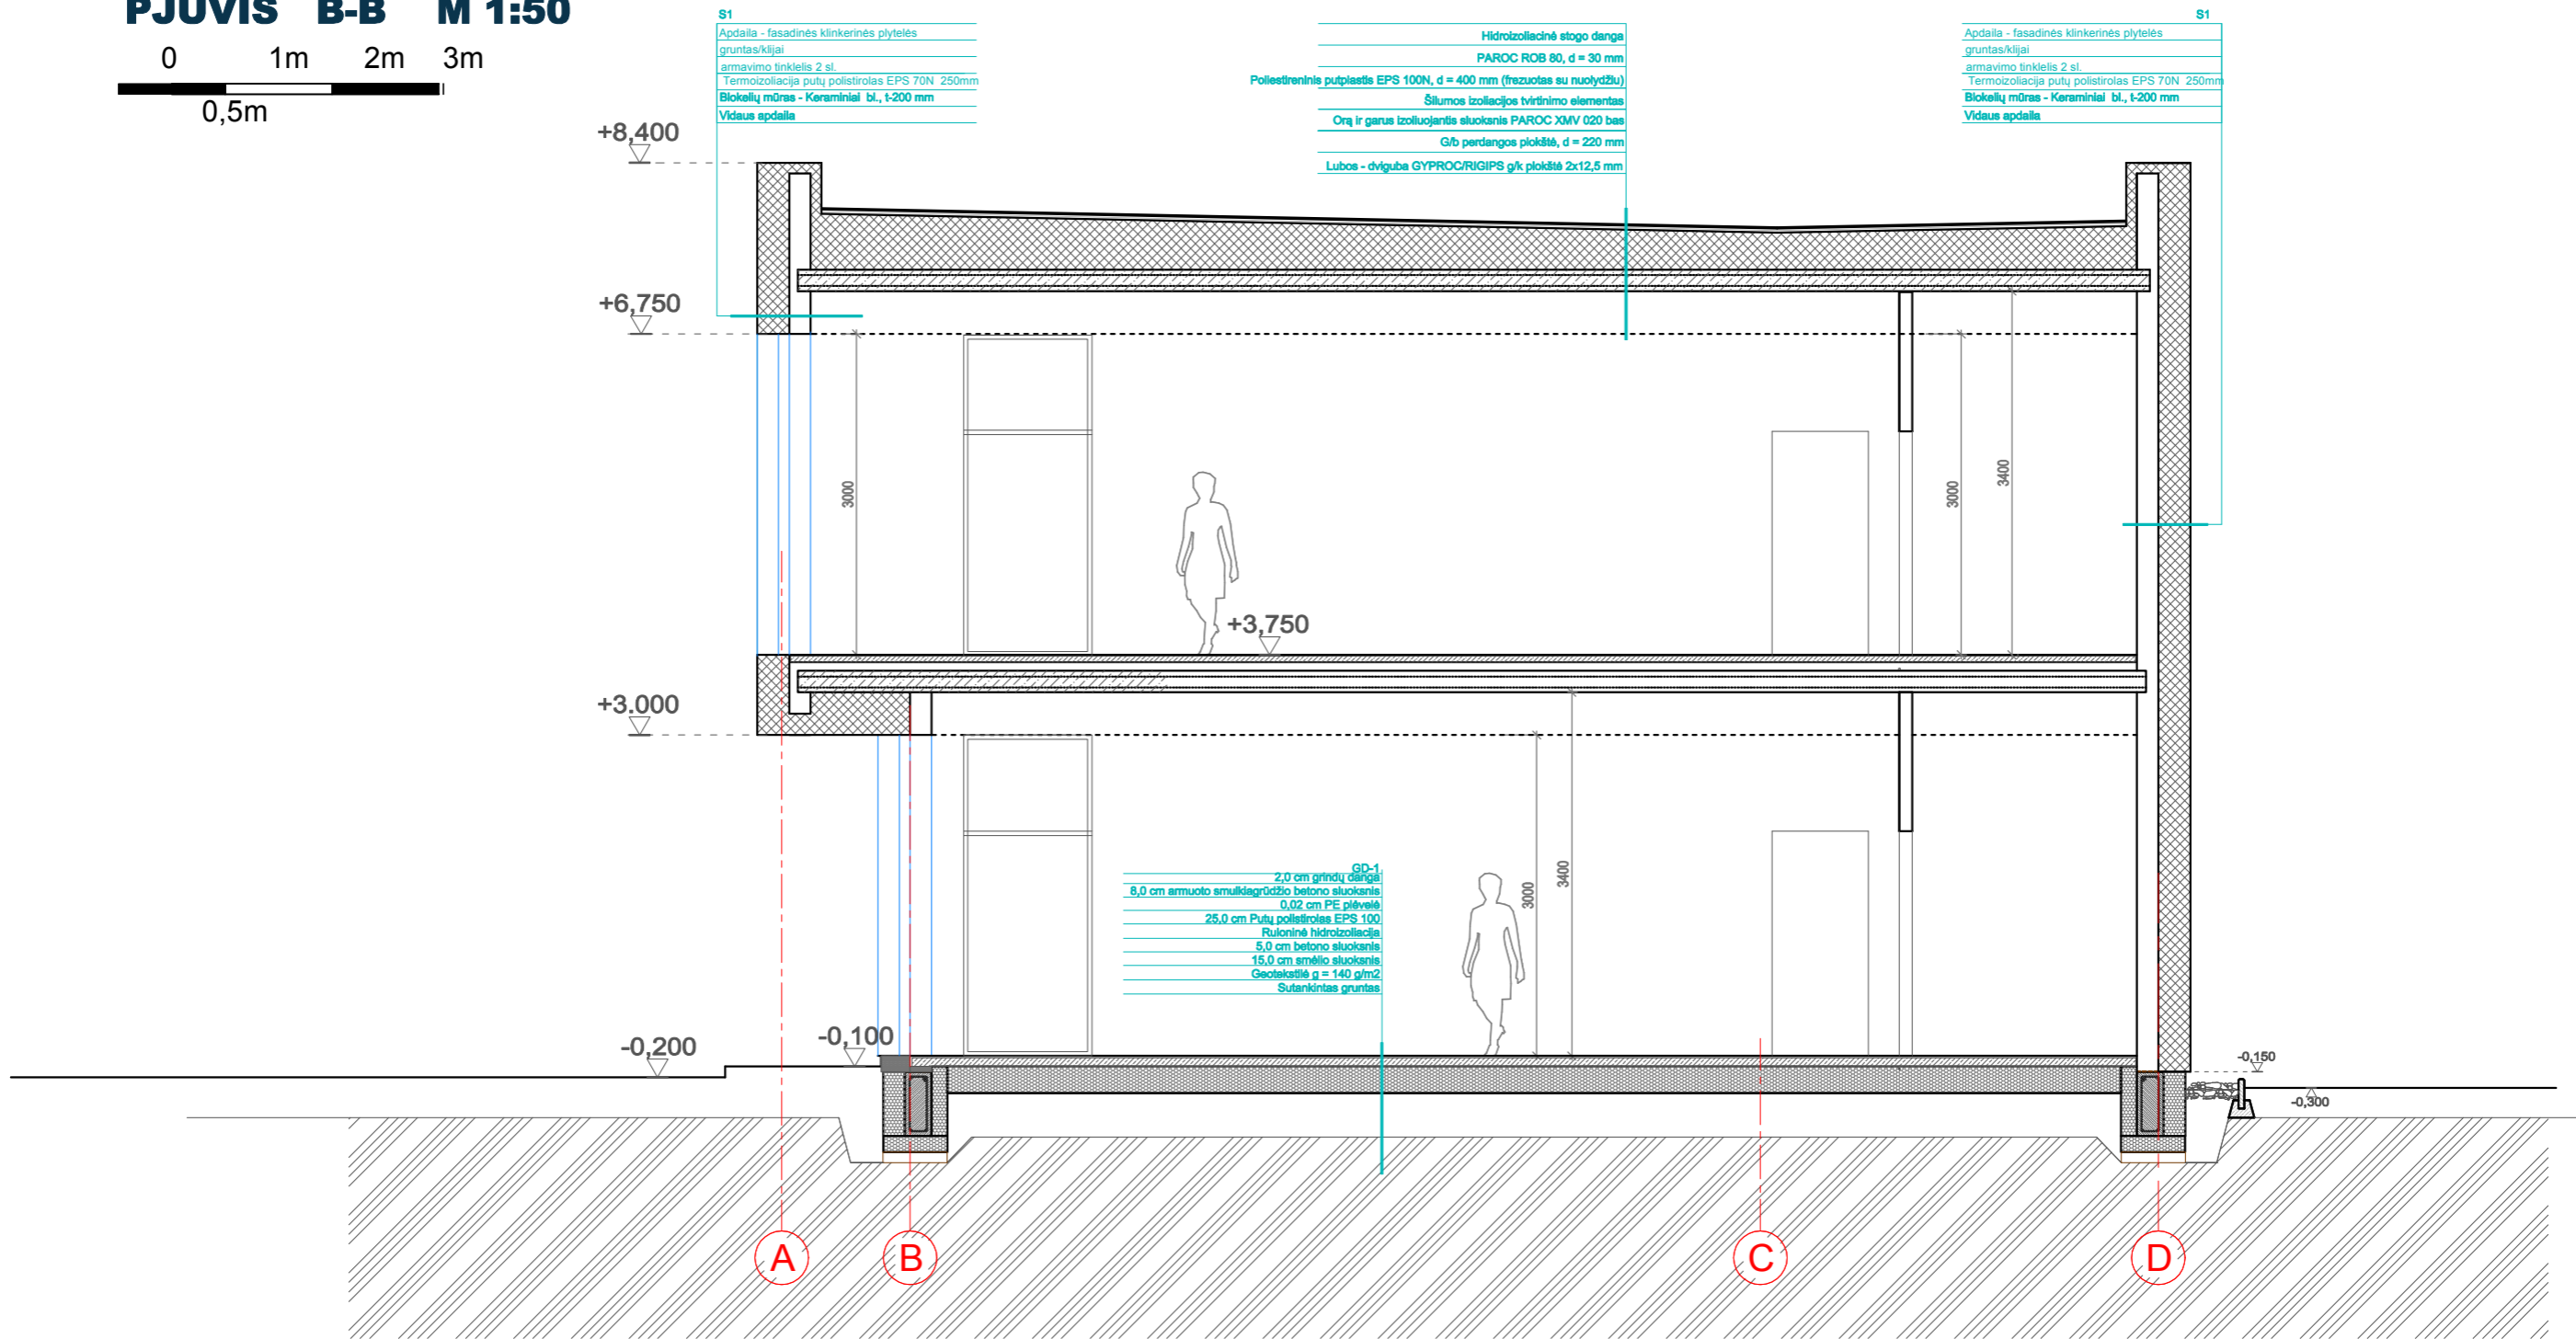 PJŪVIS B-B M 1:50
0 1m 2m 3m
0,5m
S1
Apdaila - fasadinės klinkerinės plytelės
gruntas/klijai
armavimo tinklelis 2 sl.
Termoizoliacija putų polistirolas EPS 70N 250mm
Blokelių mūras - Keraminiai bl., t-200 mm
Vidaus apdaila
Hidroizoliacinė stogo danga
PAROC ROB 80, d = 30 mm
Poliestireninis putplastis EPS 100N, d = 400 mm (frezuotas su nuolydžiu)
Šilumos izoliacijos tvirtinimo elementas
Orą ir garus izoliuojantis sluoksnis PAROC XMV 020 bas
G/b perdangos plokštė, d = 220 mm
Lubos - dviguba GYPROC/RIGIPS g/k plokštė 2x12,5 mm
S1
Apdaila - fasadinės klinkerinės plytelės
gruntas/klijai
armavimo tinklelis 2 sl.
Termoizoliacija putų polistirolas EPS 70N 250mm
Blokelių mūras - Keraminiai bl., t-200 mm
Vidaus apdaila
+8,400
+6,750
3000
3000
3400
+3,750
+3.000
3000
3400
GD-1
2,0 cm grindų danga
8,0 cm armuoto smulkiagrūdžio betono sluoksnis
0,02 cm PE plėvelė
25,0 cm Putų polistirolas EPS 100
Ruloninė hidroizoliacija
5,0 cm betono sluoksnis
15,0 cm smėlio sluoksnis
Geotekstilė g = 140 g/m2
Sutankintas gruntas
-0,200
-0,100
-0,150
-0,300
A B C D